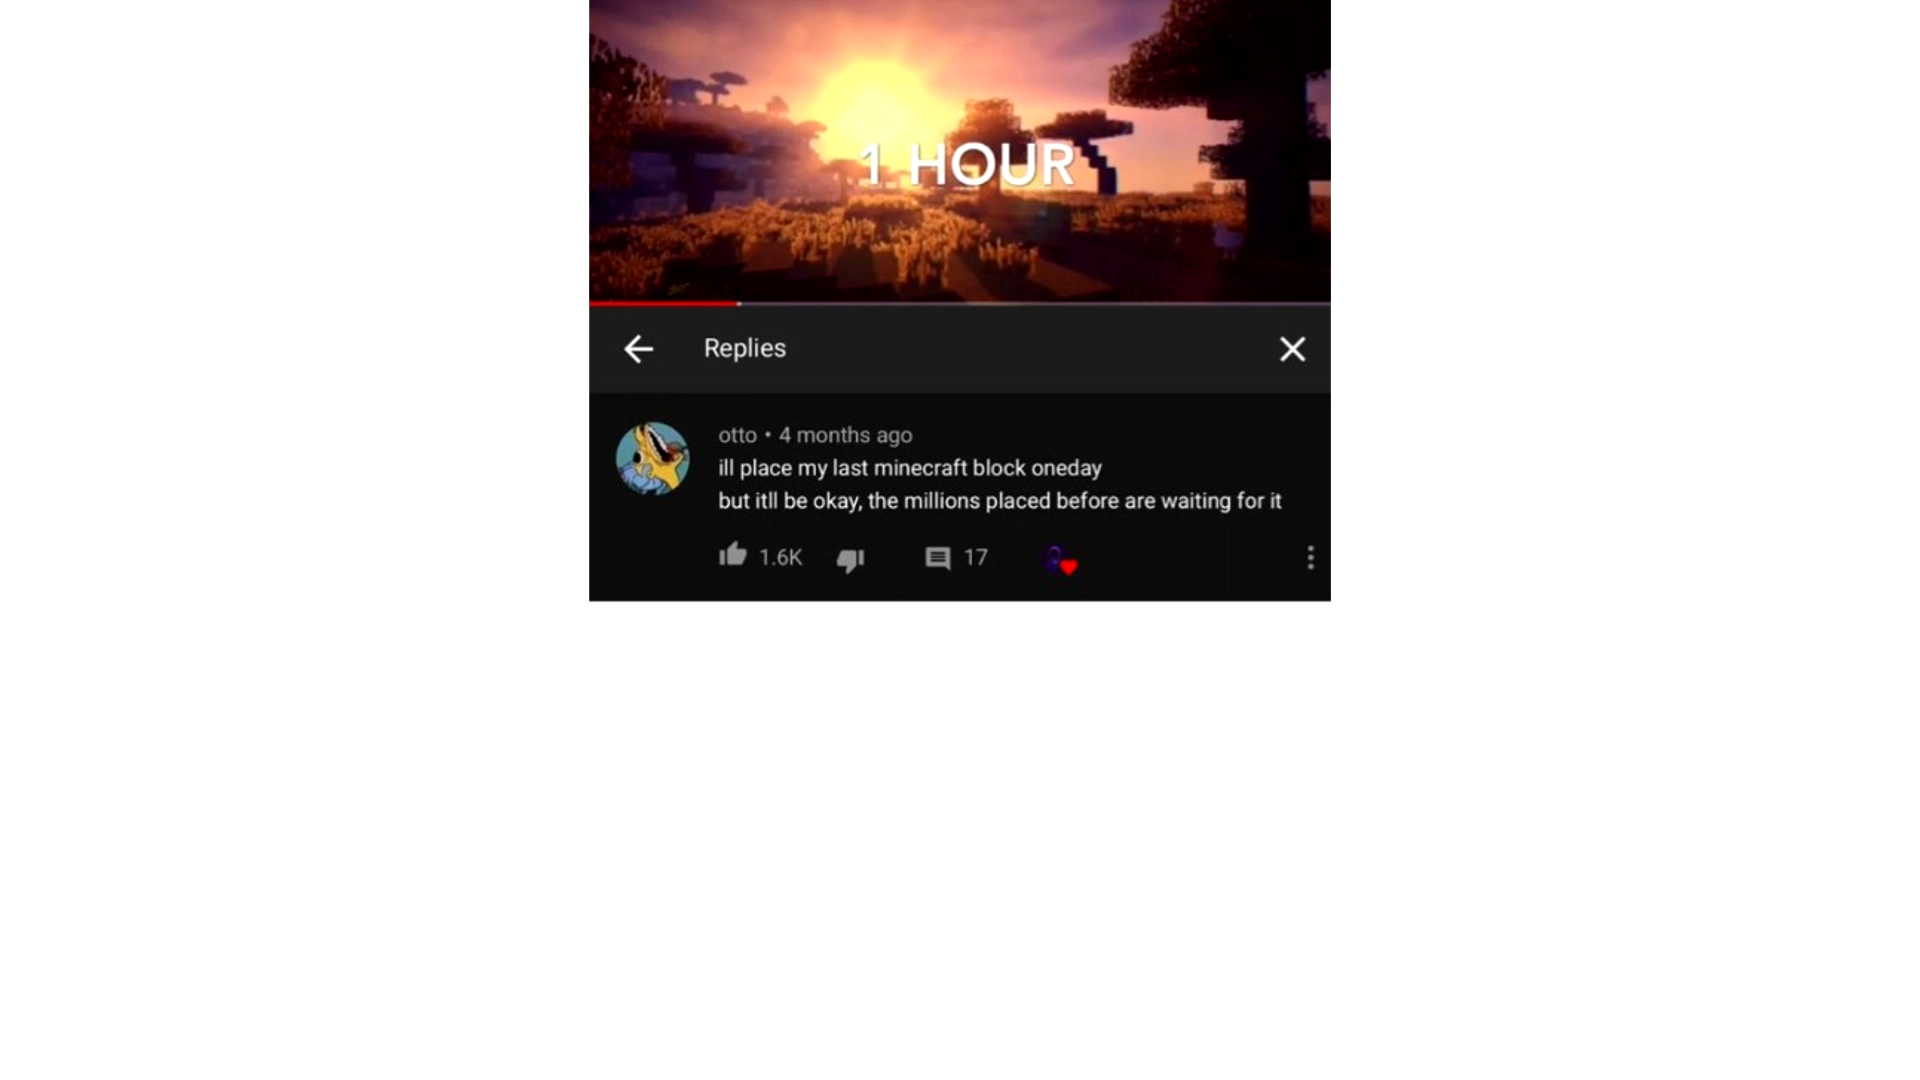 1 HOUR
Replies
otto • 4 months ago
ill place my last minecraft block oneday
but itll be okay, the millions placed before are waiting for it
1.6K 17